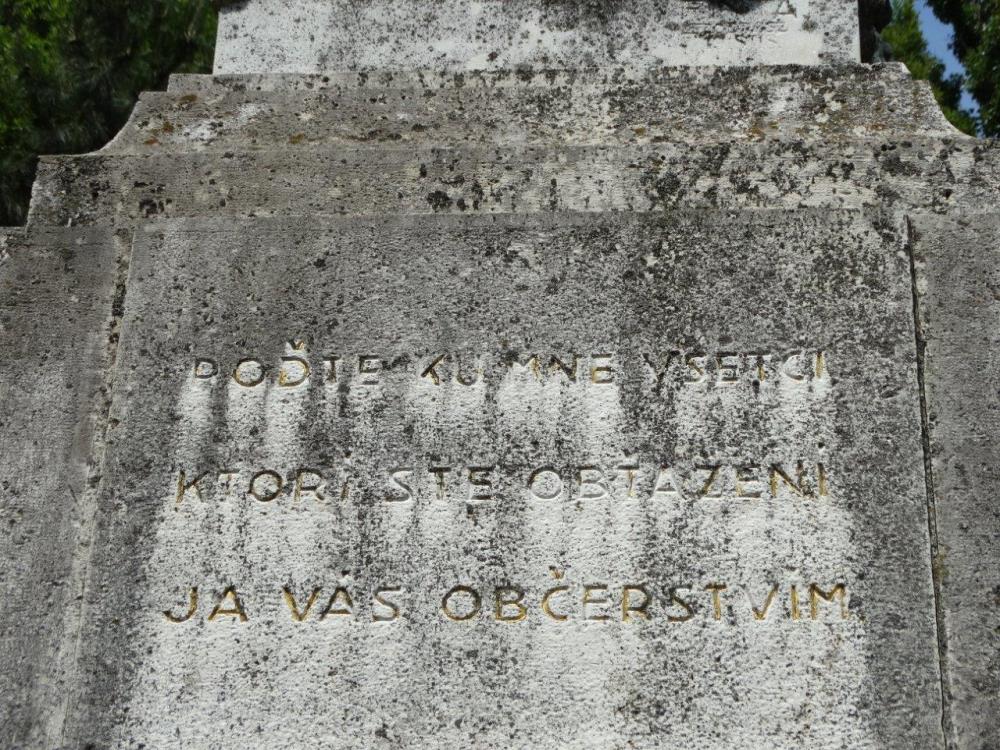 POĎTE KU MNE VŠETCI
KTORÍ STE OBŤAŽENÍ
JA VÁS OBČERSTVÍM